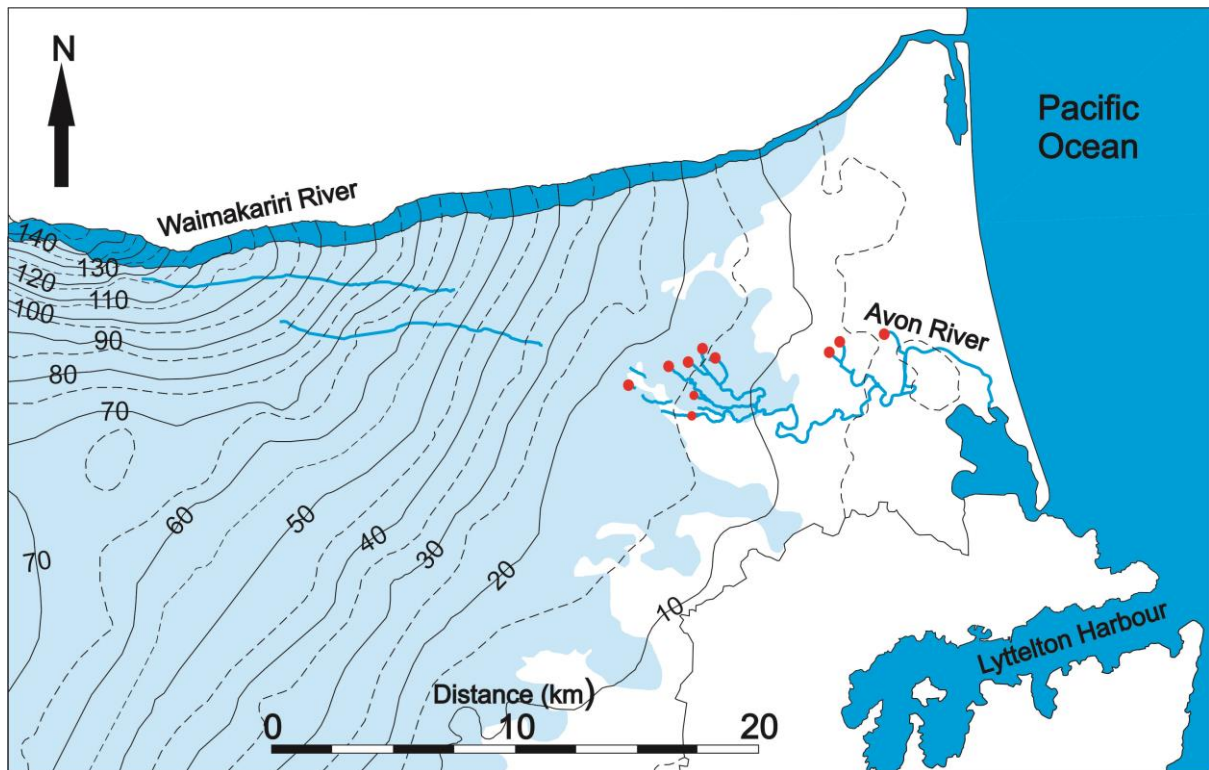 N
Pacific
Ocean
Waimakariri River
140
130
120
110
100
90
80
70
Avon River
60
50
40
30
70
20
10
Lyttelton Harbour
Distance (km)
0 10 20